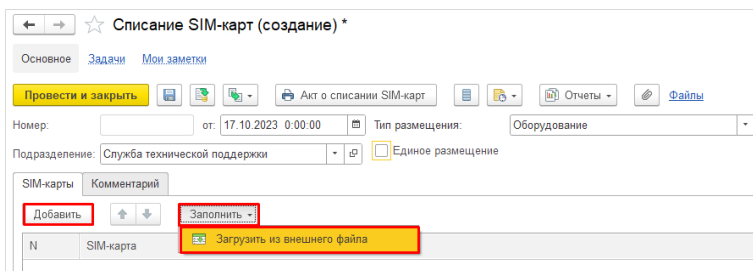 Списание SIM-карт (создание) *
Основное Задачи Мои заметки
Провести и закрыть Акт о списании SIM-карт Отчеты Файлы
Номер: от: 17.10.2023 0:00:00 Тип размещения: Оборудование
Подразделение: Служба технической поддержки Единое размещение
SIM-карты Комментарий
Добавить Заполнить
Загрузить из внешнего файла
N SIM-карта